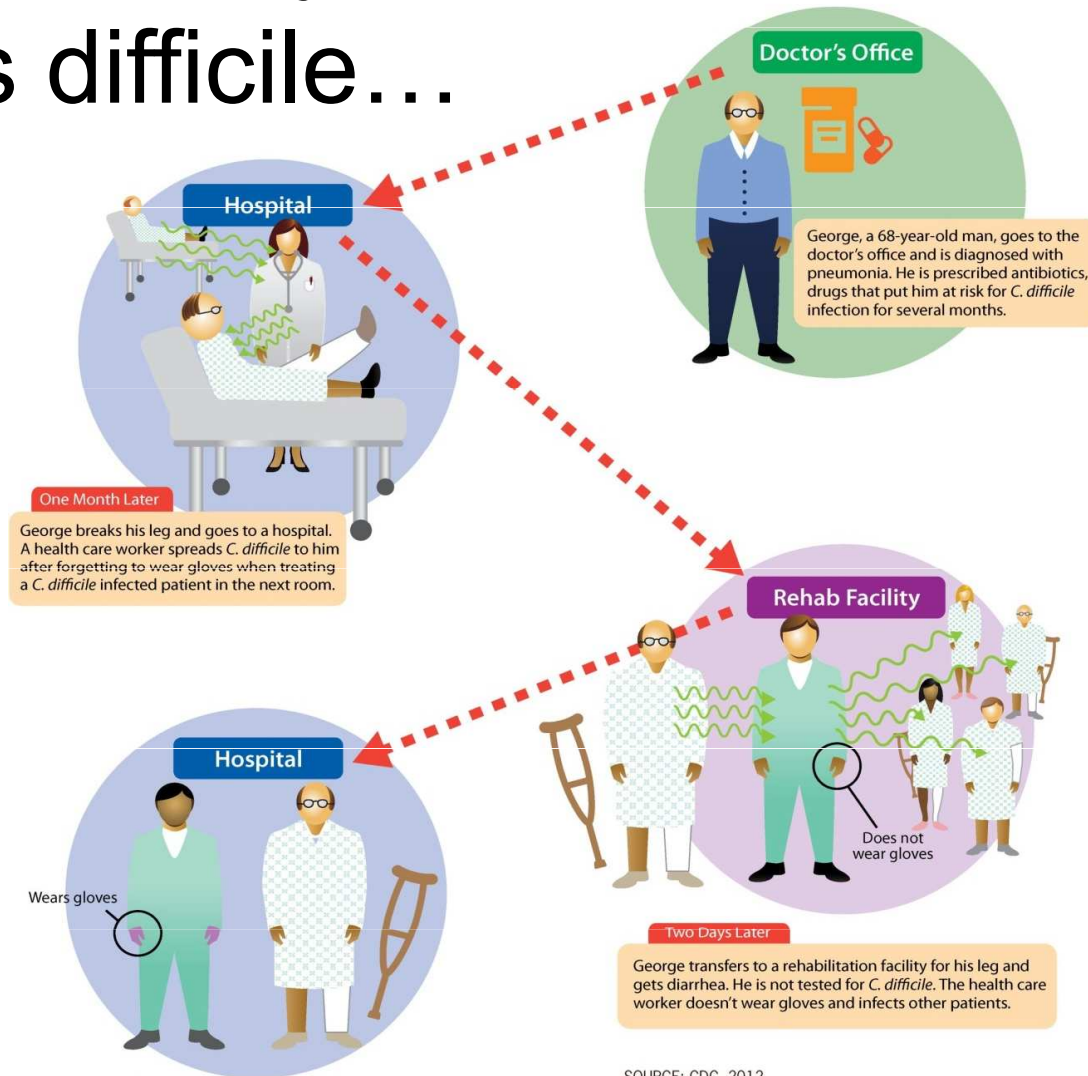 s difficile…
Doctor's Office
George, a 68-year-old man, goes to the
doctor's office and is diagnosed with
pneumonia. He is prescribed antibiotics,
drugs that put him at risk for C. difficile
infection for several months.
Hospital
One Month Later
George breaks his leg and goes to a hospital.
A health care worker spreads C. difficile to him
after forgetting to wear gloves when treating
a C. difficile infected patient in the next room.
Rehab Facility
Does not
wear gloves
Two Days Later
George transfers to a rehabilitation facility for his leg and
gets diarrhea. He is not tested for C. difficile. The health care
worker doesn't wear gloves and infects other patients.
Hospital
Wears gloves
SOURCE: CDC, 2012